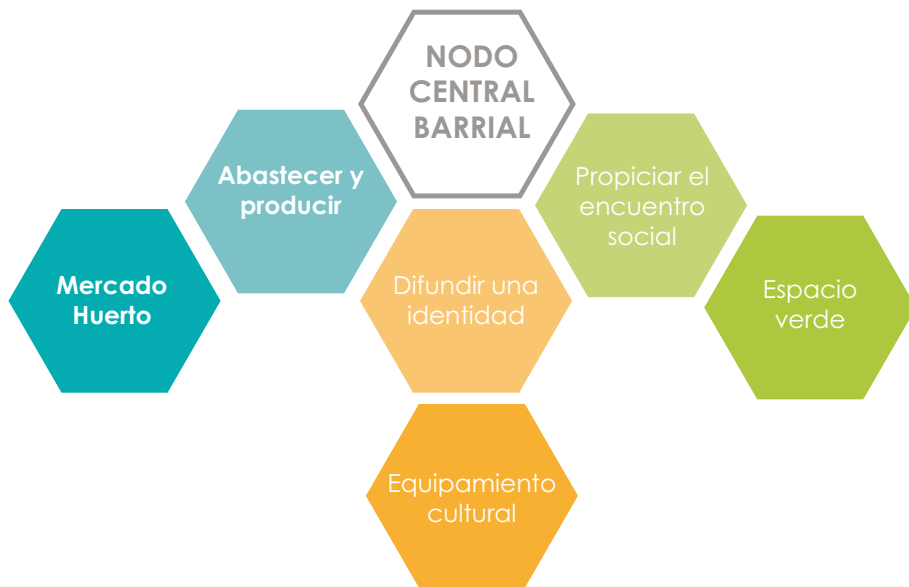 NODO
CENTRAL
BARRIAL
Abastecer y
producir
Propiciar el
encuentro
social
Mercado
Huerto
Difundir una
identidad
Espacio
verde
Equipamiento
cultural